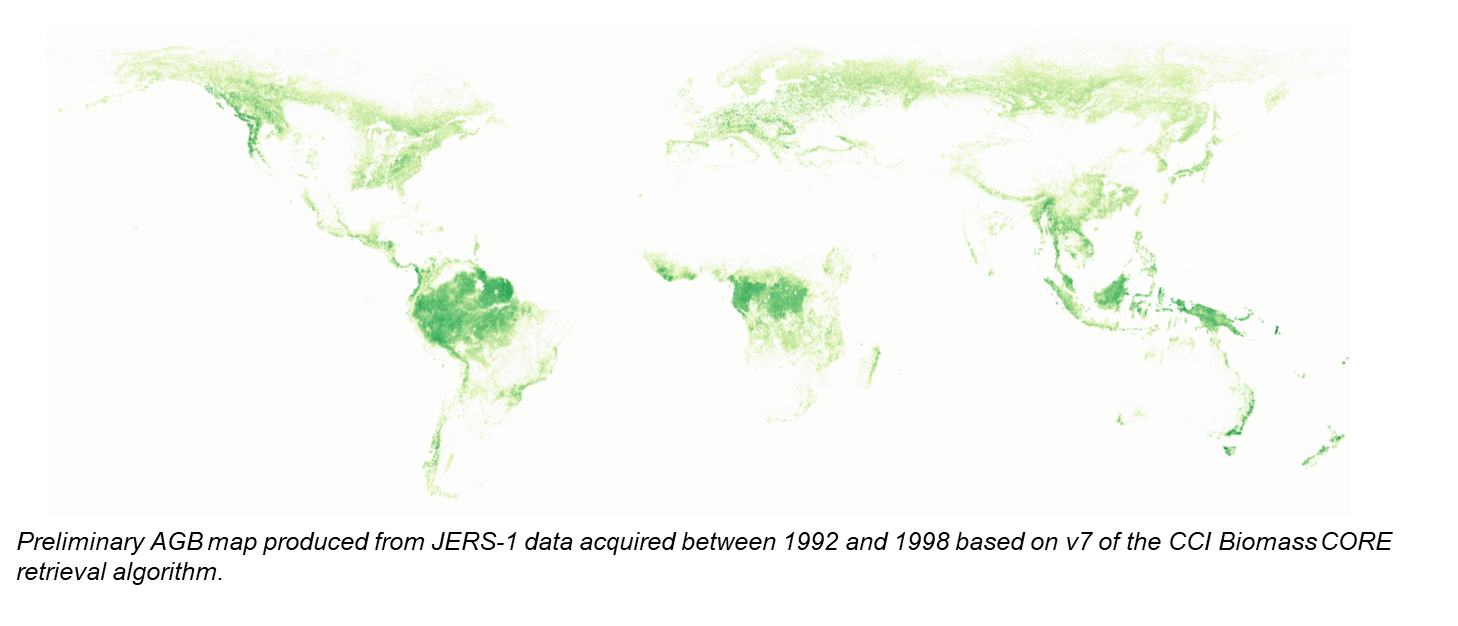 Preliminary AGB map produced from JERS-1 data acquired between 1992 and 1998 based on v7 of the CCI Biomass CORE
retrieval algorithm.